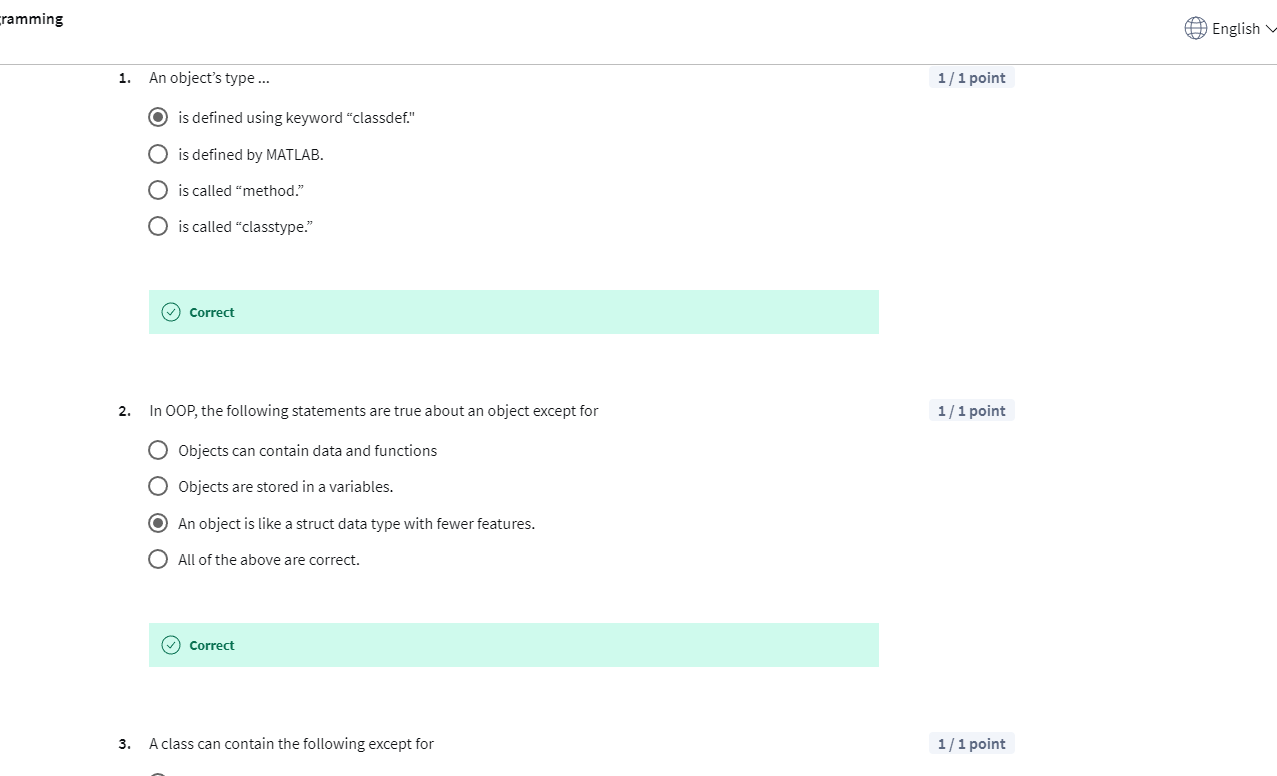 ramming
English
1. An object’s type ... 1 / 1 point
is defined using keyword “classdef."
is defined by MATLAB.
is called “method.”
is called “classtype.”
Correct
2. In OOP, the following statements are true about an object except for 1 / 1 point
Objects can contain data and functions
Objects are stored in a variables.
An object is like a struct data type with fewer features.
All of the above are correct.
Correct
3. A class can contain the following except for 1 / 1 point